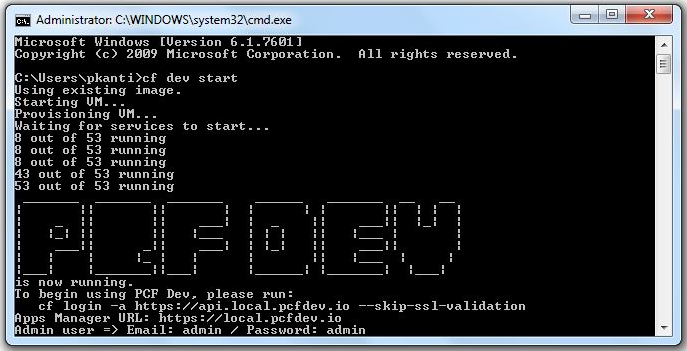 Administrator: C:\WINDOWS\system32\cmd.exe
Microsoft Windows [Version 6.1.7601]
Copyright (c) 2009 Microsoft Corporation.  All rights reserved.
C:\Users\pkanti>cf dev start
Using existing image.
Starting VM...
Provisioning VM...
Waiting for services to start...
8 out of 53 running
8 out of 53 running
8 out of 53 running
43 out of 53 running
53 out of 53 running
PCF DEV
is now running.
To begin using PCF Dev, please run:
   cf login -a https://api.local.pcfdev.io --skip-ssl-validation
Apps Manager URL: https://local.pcfdev.io
Admin user => Email: admin / Password: admin